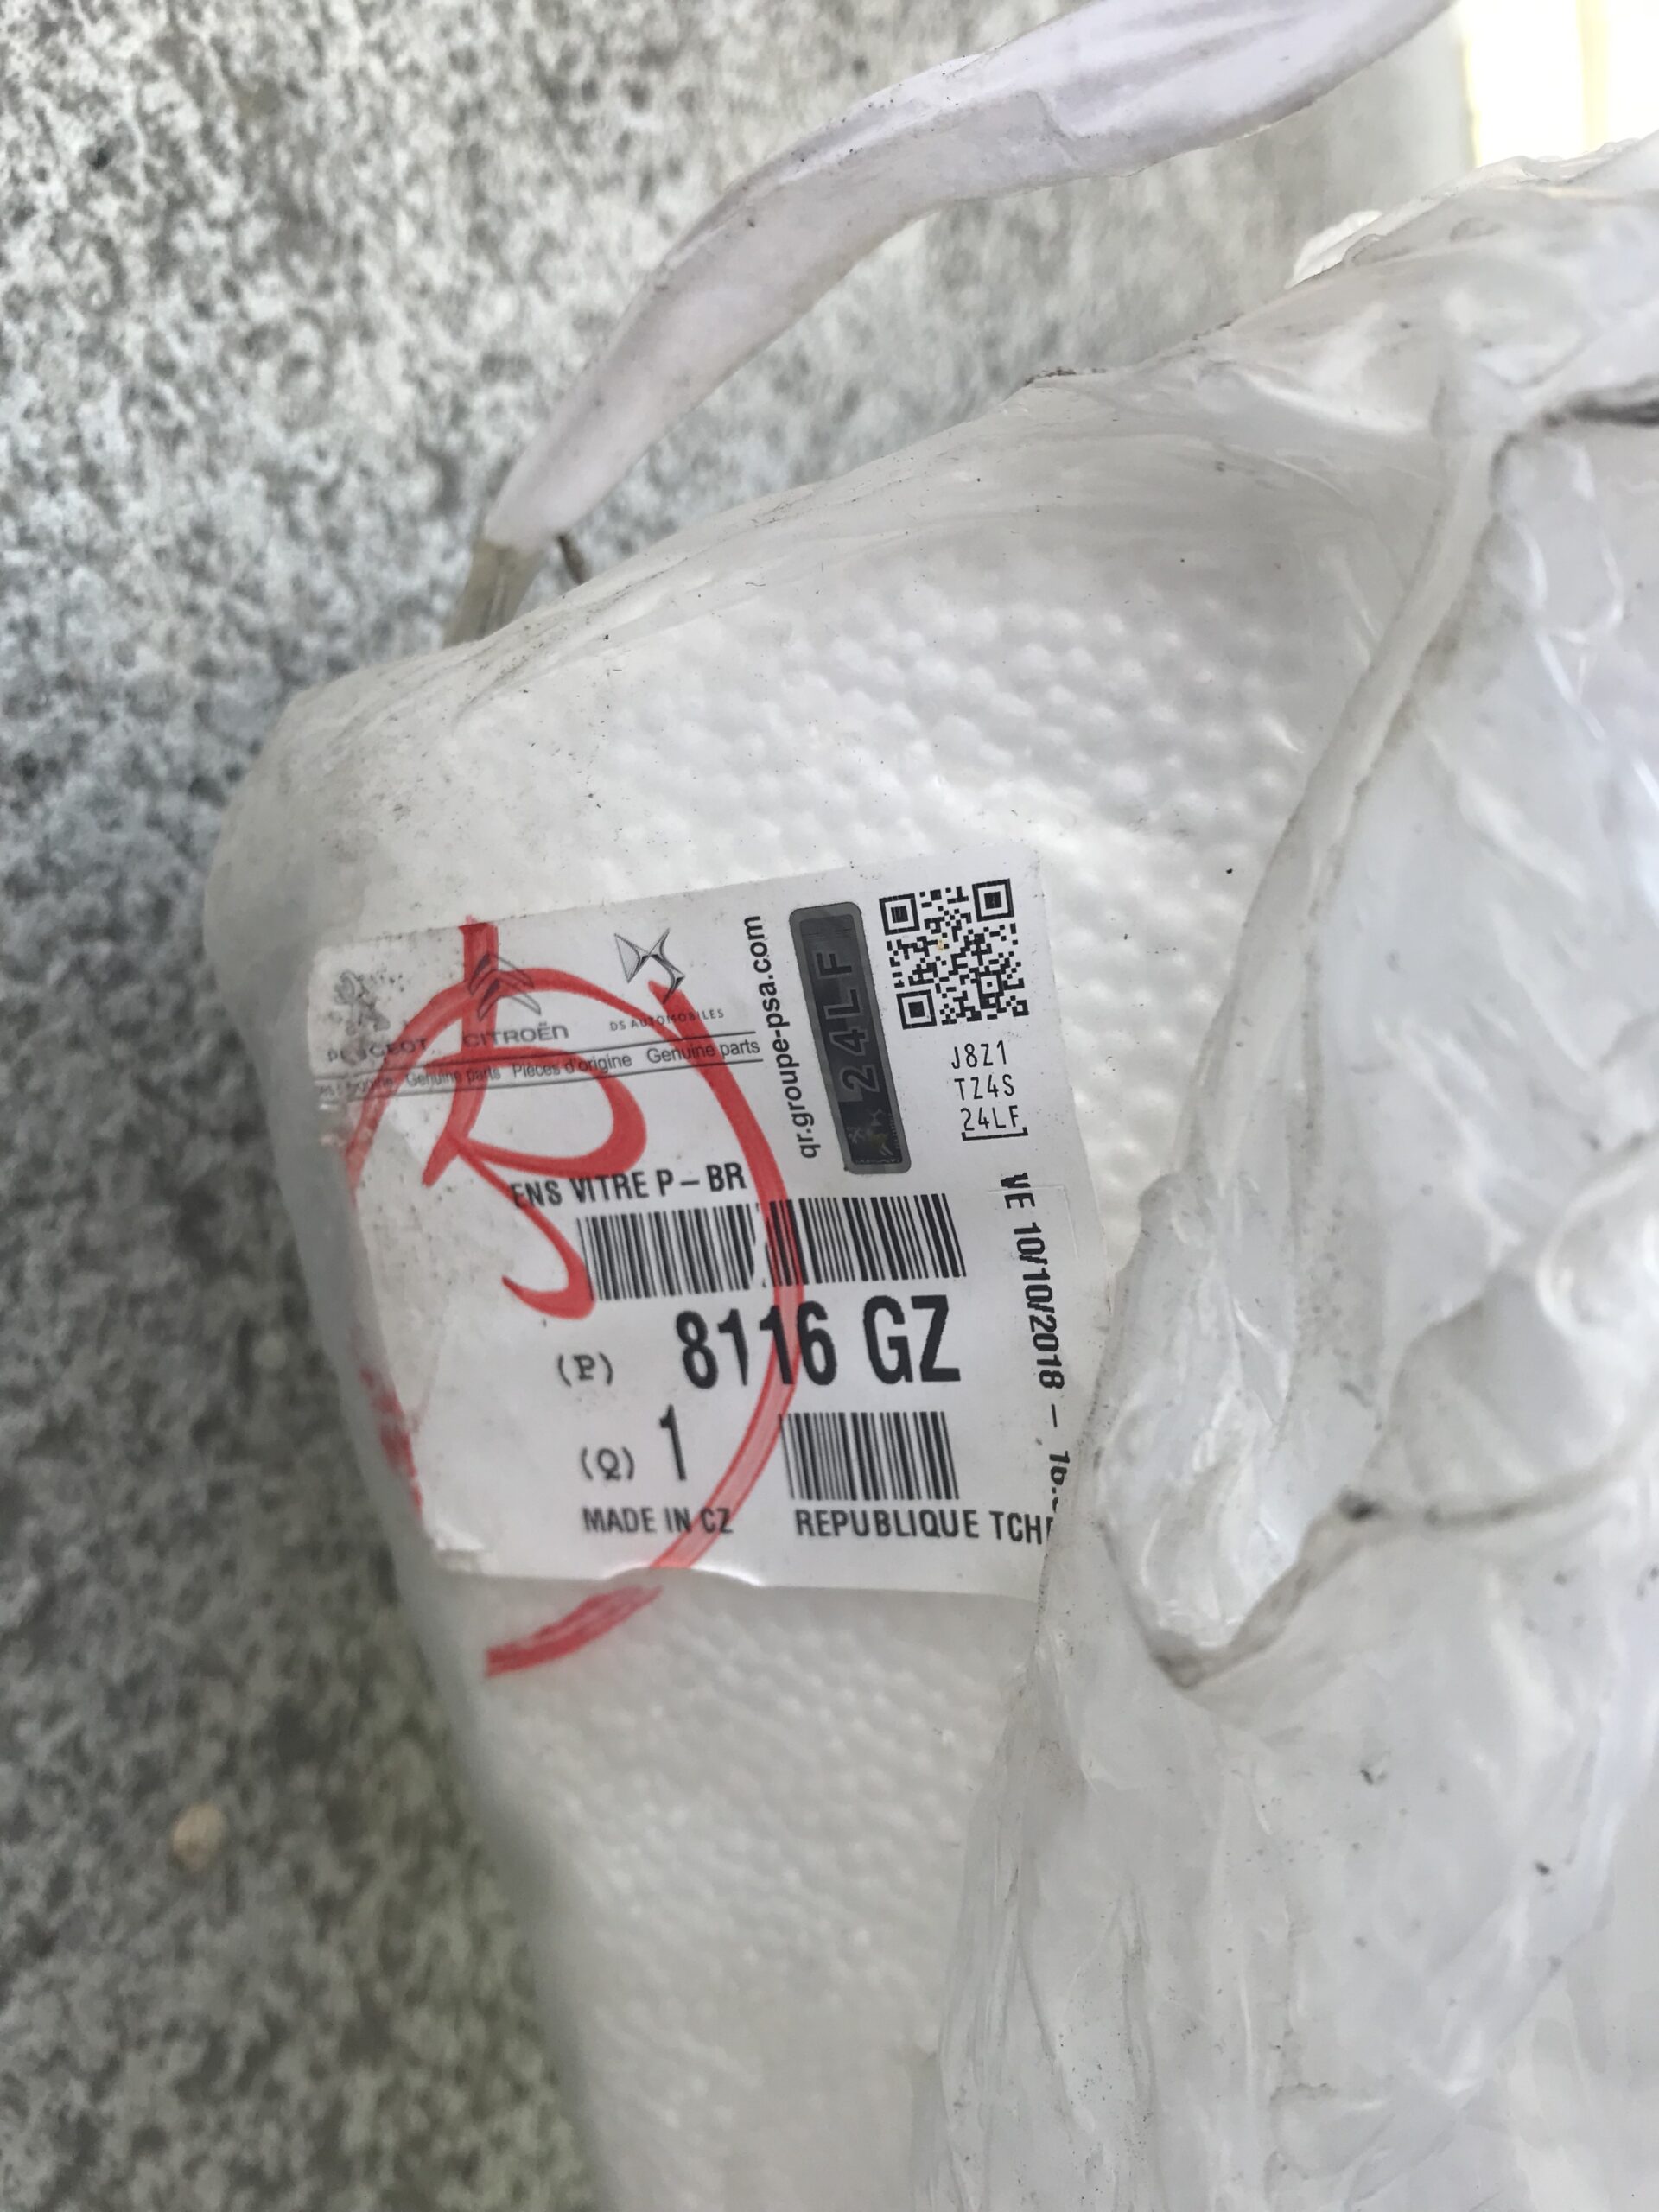 PEUGEOT CITROËN DS AUTOMOBILES
Genuine parts Pièces d'origine Genuine parts
qr.groupe-psa.com
24LF
J8Z1
TZ4S
24LF
ENS VITRE P-BR
(P) 8116 GZ
(Q) 1
MADE IN CZ REPUBLIQUE
VE 10/10/2018 -
R